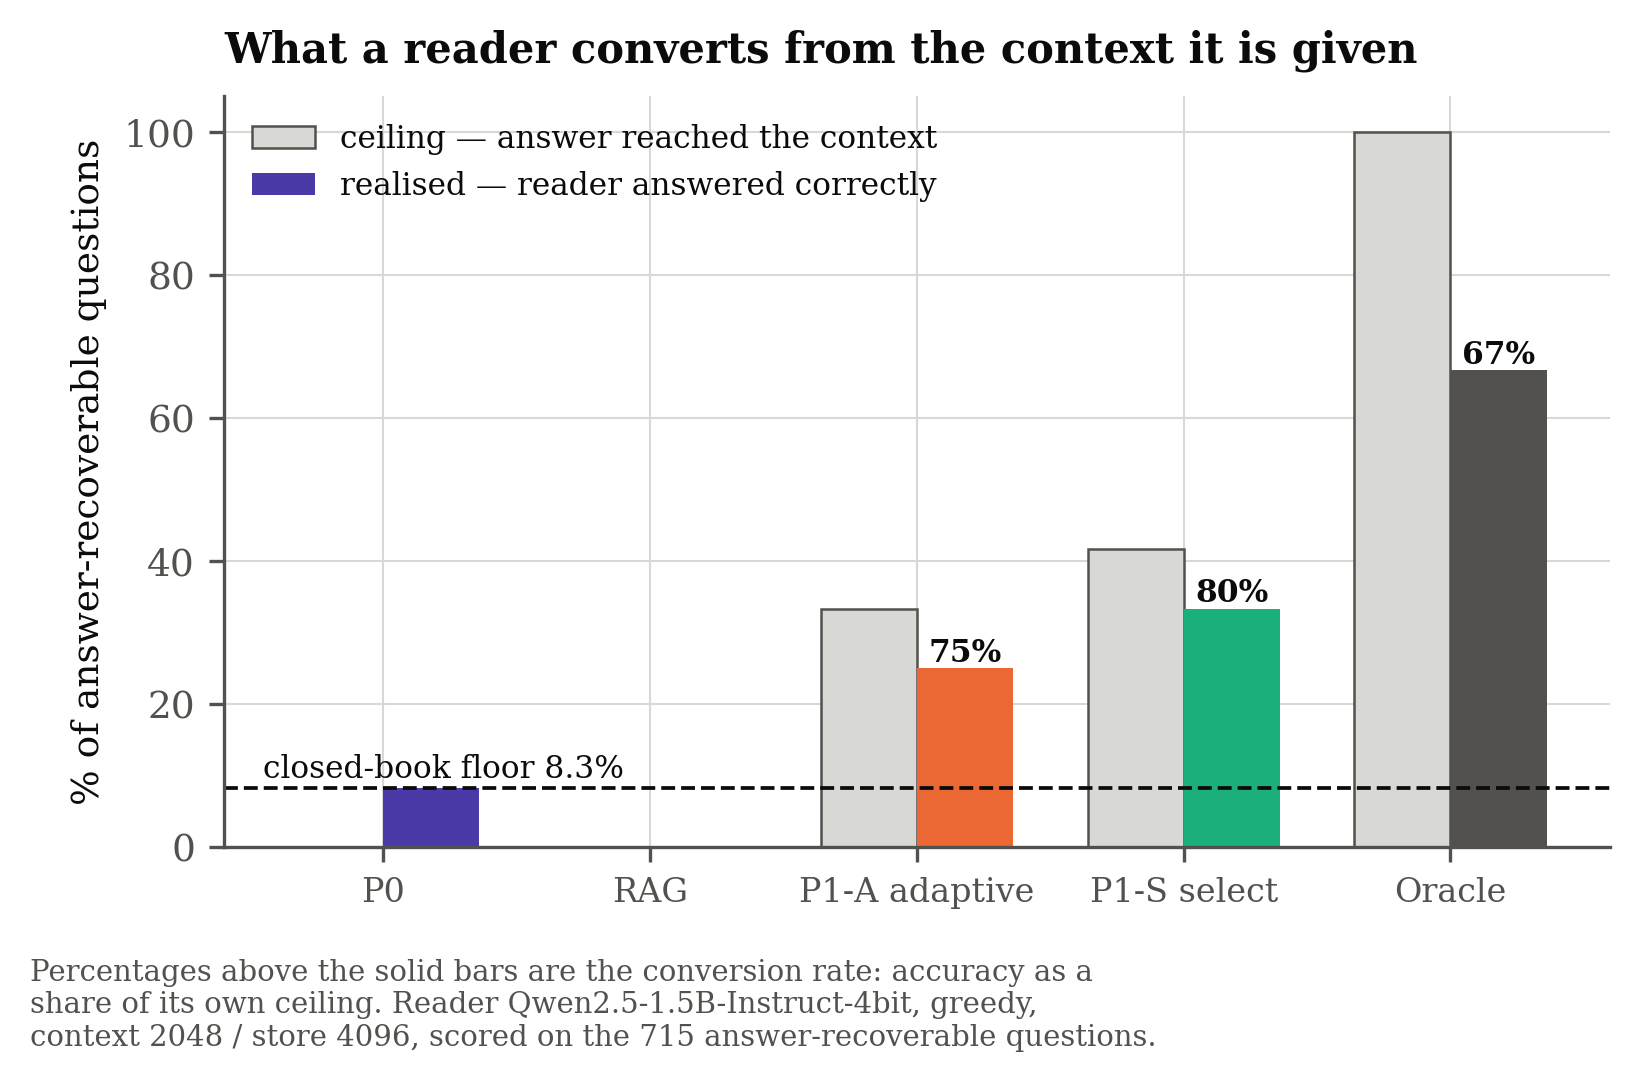 What a reader converts from the context it is given
ceiling — answer reached the context
realised — reader answered correctly
% of answer-recoverable questions
100
80
60
40
20
0
67%
80%
75%
closed-book floor 8.3%
P0
RAG
P1-A adaptive
P1-S select
Oracle
Percentages above the solid bars are the conversion rate: accuracy as a
share of its own ceiling. Reader Qwen2.5-1.5B-Instruct-4bit, greedy,
context 2048 / store 4096, scored on the 715 answer-recoverable questions.